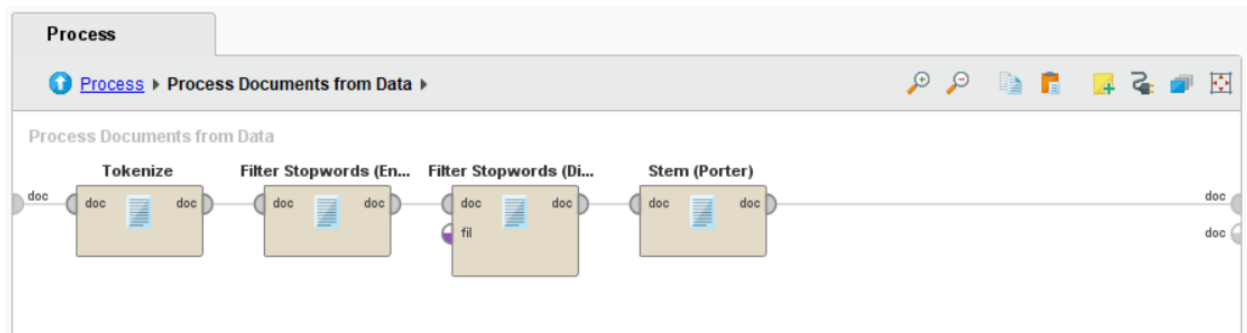 Process
Process Process Documents from Data
Process Documents from Data
Tokenize Filter Stopwords (En... Filter Stopwords (Di... Stem (Porter)
doc doc doc doc doc doc doc doc doc doc
fil doc